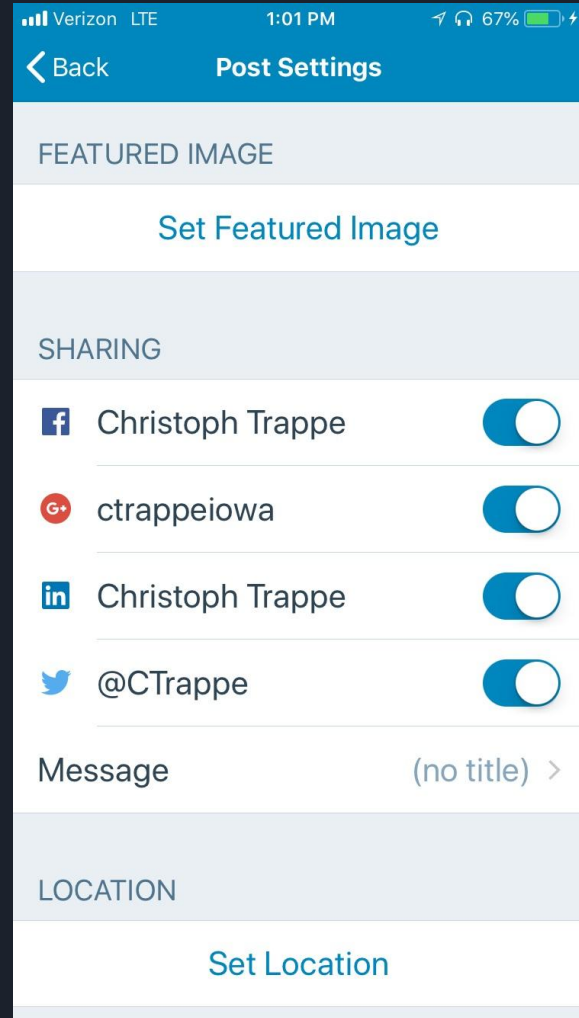 Verizon LTE 1:01 PM 67%
Back Post Settings
FEATURED IMAGE
Set Featured Image
SHARING
f Christoph Trappe
G+ ctrappeiowa
in Christoph Trappe
@CTrappe
Message (no title)
LOCATION
Set Location